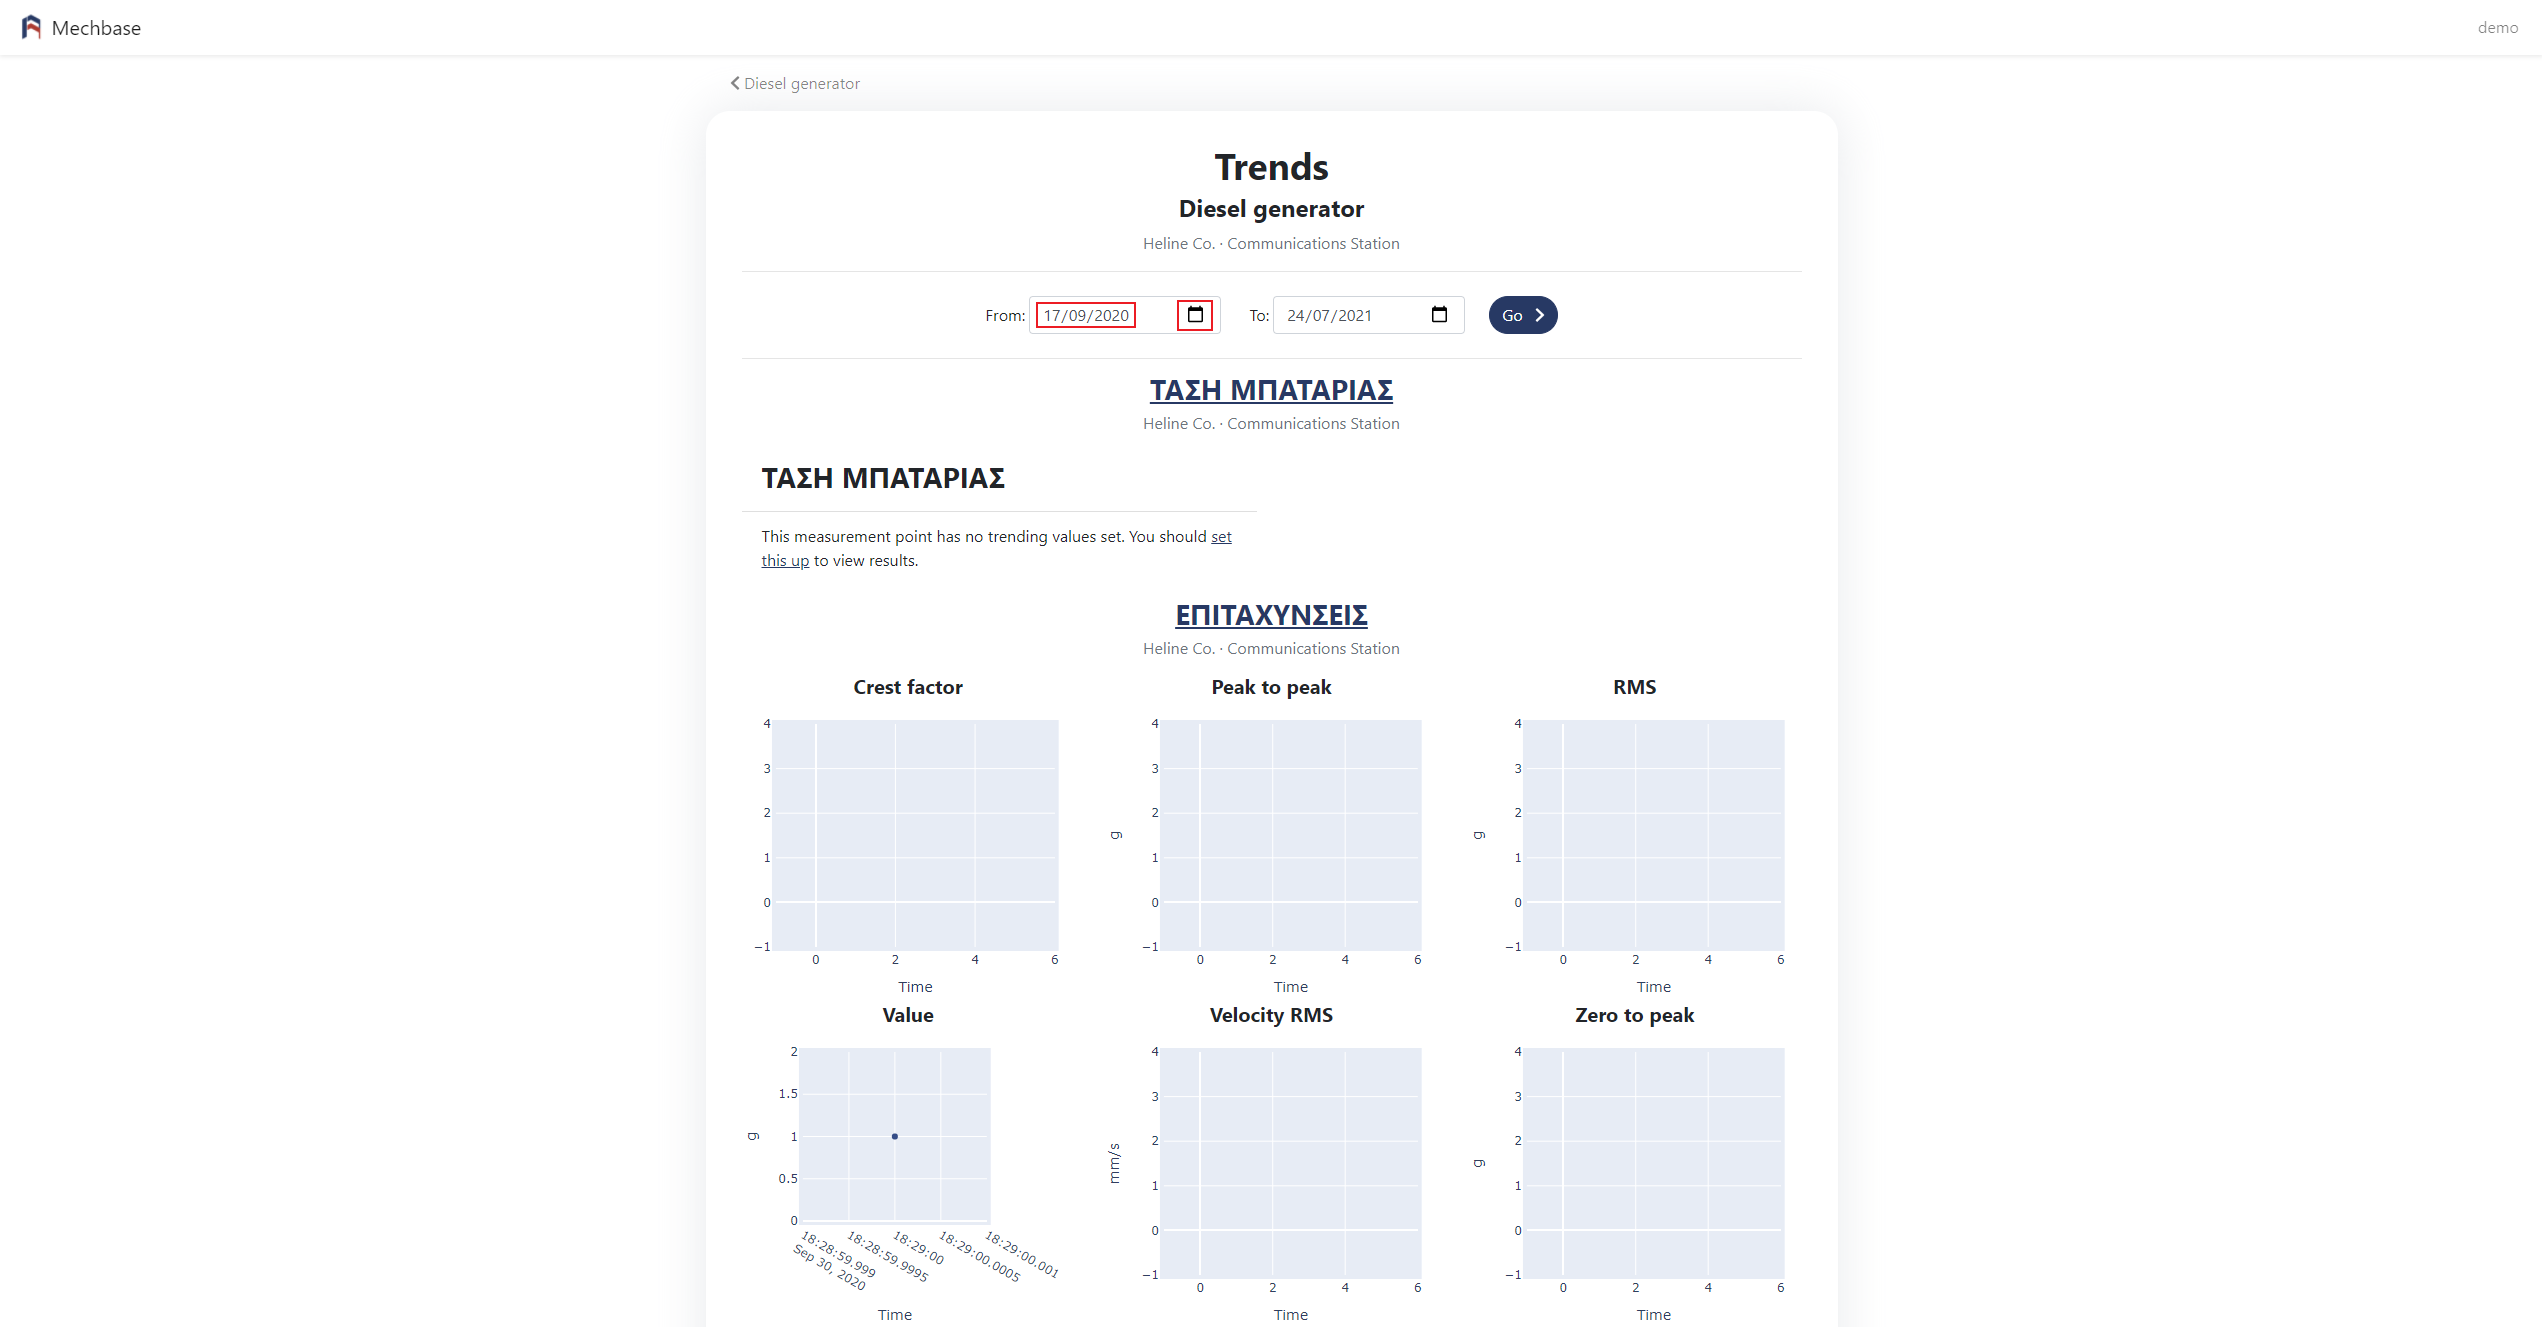 Mechbase
demo
Diesel generator
Trends
Diesel generator
Heline Co. · Communications Station
From: 17/09/2020 To: 24/07/2021 Go
ΤΑΣΗ ΜΠΑΤΑΡΙΑΣ
Heline Co. · Communications Station
ΤΑΣΗ ΜΠΑΤΑΡΙΑΣ
This measurement point has no trending values set. You should set
this up to view results.
ΕΠΙΤΑΧΥΝΣΕΙΣ
Heline Co. · Communications Station
Crest factor
4
3
2
1
0
−1
0 2 4 6
Time
Peak to peak
g
4
3
2
1
0
−1
0 2 4 6
Time
RMS
g
4
3
2
1
0
−1
0 2 4 6
Time
Value
g
2
1.5
1
0.5
0
18:28:59.999
Sep 30, 2020
18:28:59.9995
18:29:00
18:29:00.0005
18:29:00.001
Time
Velocity RMS
mm/s
4
3
2
1
0
−1
0 2 4 6
Time
Zero to peak
g
4
3
2
1
0
−1
0 2 4 6
Time